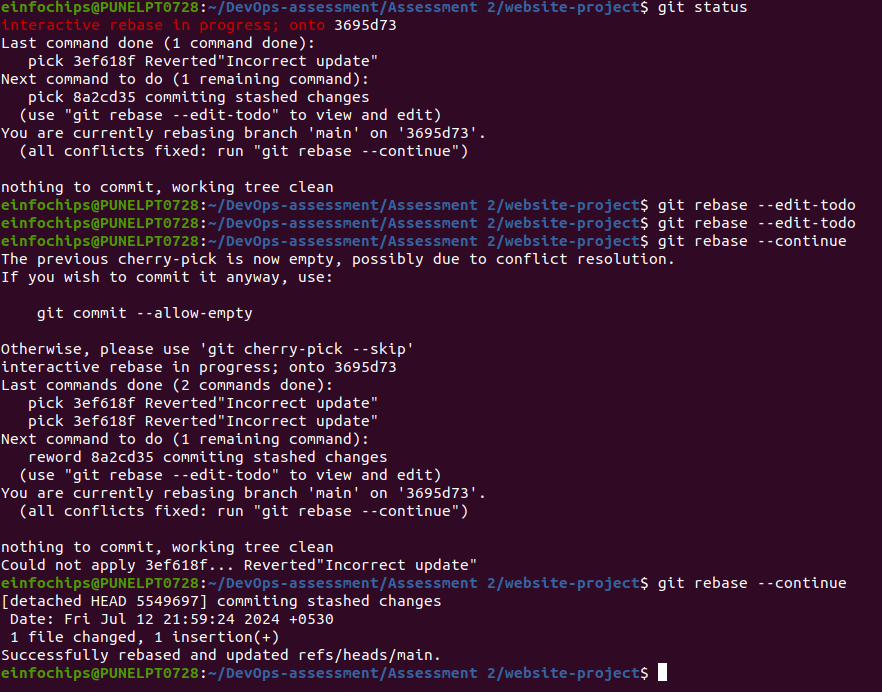 einfochips@PUNELPT0728:~/DevOps-assessment/Assessment 2/website-project$ git status
interactive rebase in progress; onto 3695d73
Last command done (1 command done):
   pick 3ef618f Reverted"Incorrect update"
Next command to do (1 remaining command):
   pick 8a2cd35 commiting stashed changes
  (use "git rebase --edit-todo" to view and edit)
You are currently rebasing branch 'main' on '3695d73'.
  (all conflicts fixed: run "git rebase --continue")

nothing to commit, working tree clean
einfochips@PUNELPT0728:~/DevOps-assessment/Assessment 2/website-project$ git rebase --edit-todo
einfochips@PUNELPT0728:~/DevOps-assessment/Assessment 2/website-project$ git rebase --edit-todo
einfochips@PUNELPT0728:~/DevOps-assessment/Assessment 2/website-project$ git rebase --continue
The previous cherry-pick is now empty, possibly due to conflict resolution.
If you wish to commit it anyway, use:

    git commit --allow-empty

Otherwise, please use 'git cherry-pick --skip'
interactive rebase in progress; onto 3695d73
Last commands done (2 commands done):
   pick 3ef618f Reverted"Incorrect update"
   pick 3ef618f Reverted"Incorrect update"
Next command to do (1 remaining command):
   reword 8a2cd35 commiting stashed changes
  (use "git rebase --edit-todo" to view and edit)
You are currently rebasing branch 'main' on '3695d73'.
  (all conflicts fixed: run "git rebase --continue")

nothing to commit, working tree clean
Could not apply 3ef618f... Reverted"Incorrect update"
einfochips@PUNELPT0728:~/DevOps-assessment/Assessment 2/website-project$ git rebase --continue
[detached HEAD 5549697] commiting stashed changes
 Date: Fri Jul 12 21:59:24 2024 +0530
 1 file changed, 1 insertion(+)
Successfully rebased and updated refs/heads/main.
einfochips@PUNELPT0728:~/DevOps-assessment/Assessment 2/website-project$